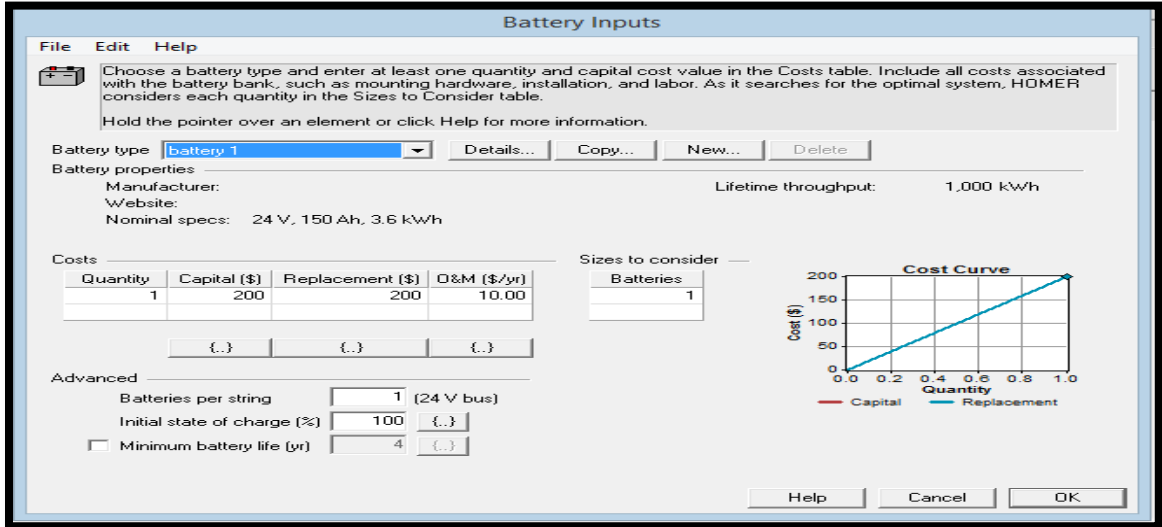 Battery Inputs
File Edit Help
Choose a battery type and enter at least one quantity and capital cost value in the Costs table. Include all costs associated
with the battery bank, such as mounting hardware, installation, and labor. As it searches for the optimal system, HOMER
considers each quantity in the Sizes to Consider table.
Hold the pointer over an element or click Help for more information.
Battery type battery 1 Details... Copy... New... Delete
Battery properties
Manufacturer: Lifetime throughput: 1,000 kWh
Website:
Nominal specs: 24 V, 150 Ah, 3.6 kWh
Costs Sizes to consider
Quantity Capital ($) Replacement ($) O&M ($/yr) Batteries
1 200 200 10.00 1
{..} {..} {..}
Cost Curve
200
150
100
50
0
Cost ($)
0.0 0.2 0.4 0.6 0.8 1.0
Quantity
Capital Replacement
Advanced
Batteries per string 1 (24 V bus)
Initial state of charge (%) 100 {..}
Minimum battery life (yr) 4 {..}
Help Cancel OK